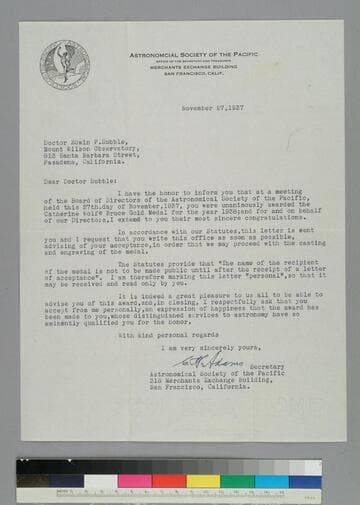 ASTRONOMCIAL SOCIETY OF THE PACIFIC
OFFICE OF THE SECRETARY AND TREASURER
MERCHANTS EXCHANGE BUILDING
SAN FRANCISCO, CALIF.
November 27,1937
Doctor Edwin P.Hubble,
Mount Wilson Observatory,
813 Santa Barbara Street,
Pasadena, California.
Dear Doctor Hubble:
I have the honor to inform you that at a meeting
held by the Board of Directors of the Astronomical Society of the Pacific,
held this 27th.day of November,1937, you were unanimously awarded the
Catherine Wolfe Bruce Gold Medal for the year 1938;and for and on behalf
of our Directors,I extend to you their most sincere congratulations.
In accordance with our Statutes,this letter is sent
you and I request that you write this office as soon as possible,
advising of your acceptance,in order that we may proceed with the casting
and engraving of the medal.
The Statutes provide that "The name of the recipient
of the medal is not to be made public until after the receipt of a letter
of acceptance". I am therefore marking this letter "personal",so that it
may be received and read only by you.
It is indeed a great pleasure to us all to be able to
advise you of this award,and,in closing, I respectfully ask that you
accept from me personally,an expression of happiness that the award has
been made to you,whose distinguished services to astronomy have so
eminently qualified you for the honor.
With kind personal regards
I am very sincerely yours,
Adams
Secretary
Astronomical Society of the Pacific
218 Merchants Exchange Building,
San Francisco, California.